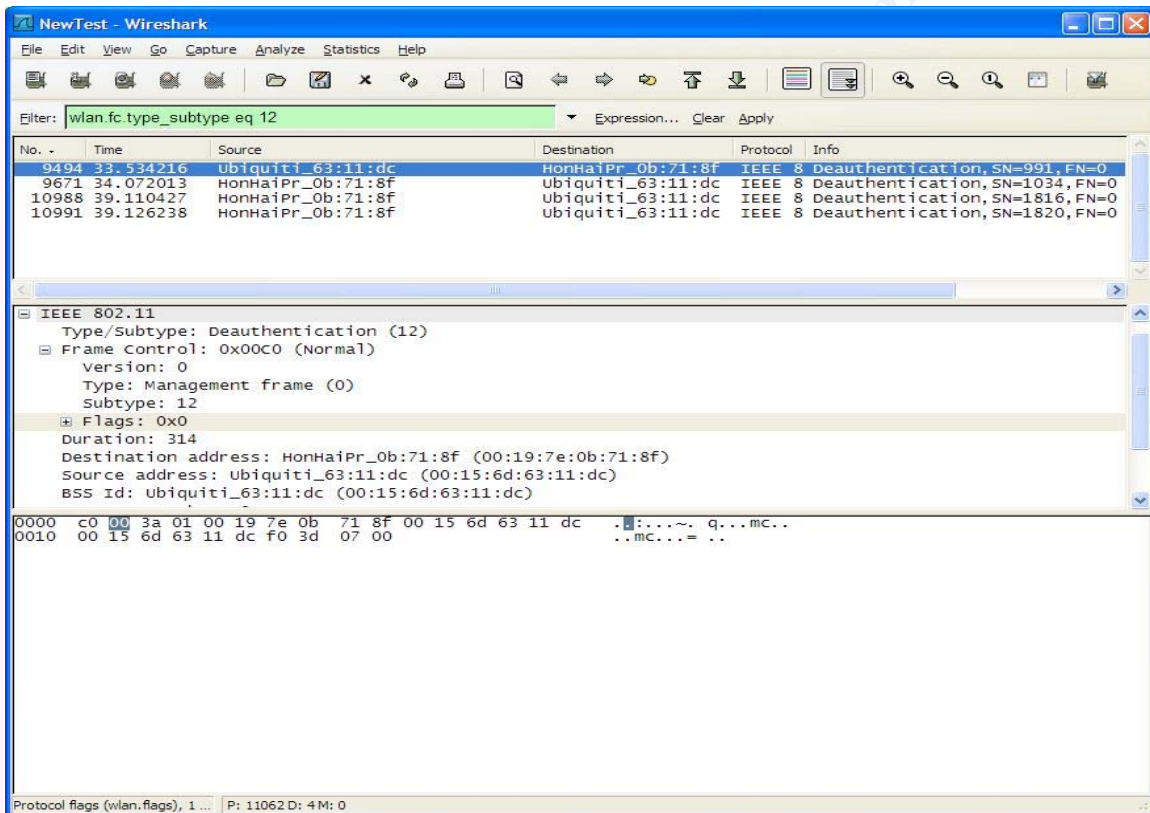 NewTest - Wireshark
File Edit View Go Capture Analyze Statistics Help
Filter: wlan.fc.type_subtype eq 12 Expression... Clear Apply
No. - Time Source Destination Protocol Info
9494 33.534216 Ubiquiti_63:11:dc HonHaiPr_0b:71:8f IEEE 8 Deauthentication,SN=991,FN=0
9671 34.072013 HonHaiPr_0b:71:8f Ubiquiti_63:11:dc IEEE 8 Deauthentication,SN=1034,FN=0
10988 39.110427 HonHaiPr_0b:71:8f Ubiquiti_63:11:dc IEEE 8 Deauthentication,SN=1816,FN=0
10991 39.126238 HonHaiPr_0b:71:8f Ubiquiti_63:11:dc IEEE 8 Deauthentication,SN=1820,FN=0
IEEE 802.11
Type/Subtype: Deauthentication (12)
Frame Control: 0x00C0 (Normal)
Version: 0
Type: Management frame (0)
Subtype: 12
Flags: 0x0
Duration: 314
Destination address: HonHaiPr_0b:71:8f (00:19:7e:0b:71:8f)
Source address: Ubiquiti_63:11:dc (00:15:6d:63:11:dc)
BSS Id: Ubiquiti_63:11:dc (00:15:6d:63:11:dc)
0000 c0 00 3a 01 00 19 7e 0b 71 8f 00 15 6d 63 11 dc ..:...~. q...mc..
0010 00 15 6d 63 11 dc f0 3d 07 00 ..mc...= ..
Protocol flags (wlan.flags), 1 ... P: 11062 D: 4 M: 0